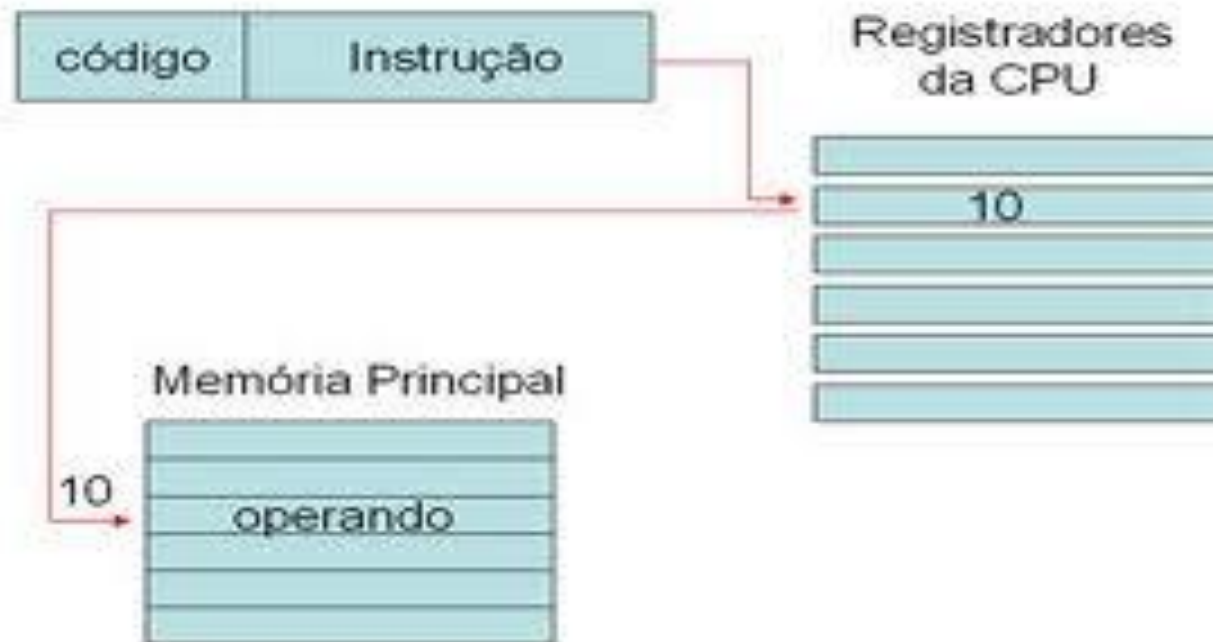 código
Instrução
Registradores
da CPU
10
Memória Principal
10
operando